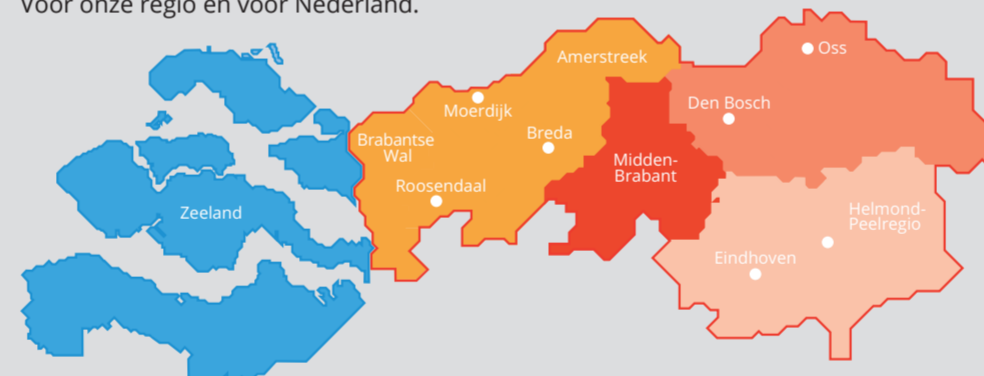 Voor onze regio en voor Nederland.
Oss
Amerstreek
Den Bosch
Moerdijk
Breda
Brabantse
Wal
Midden-
Brabant
Roosendaal
Zeeland
Helmond-
Peelregio
Eindhoven